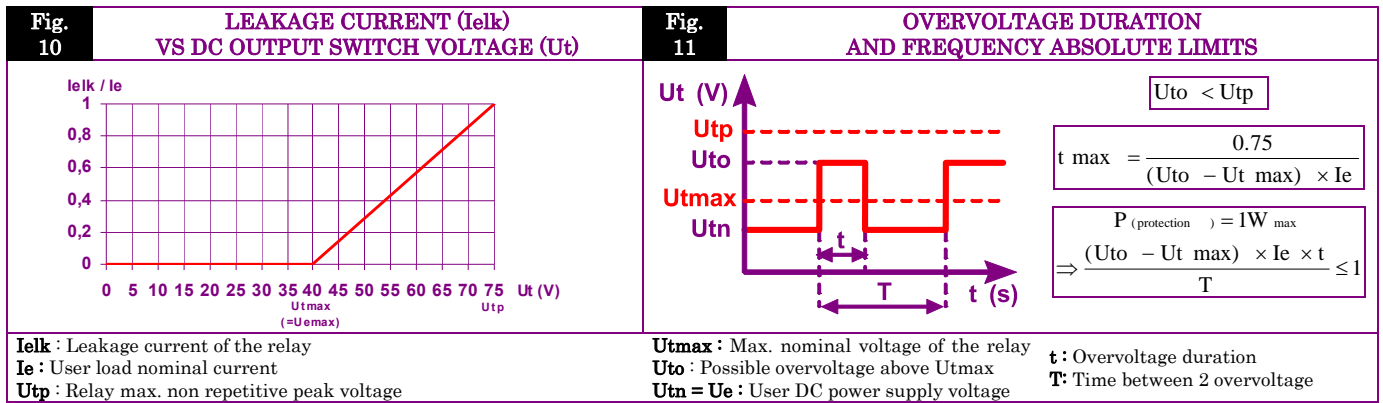 Fig.
10
LEAKAGE CURRENT (Ielk)
VS DC OUTPUT SWITCH VOLTAGE (Ut)
Ielk / Ie
1
0,8
0,6
0,4
0,2
0
0 5 10 15 20 25 30 35 40 45 50 55 60 65 70 75 Ut (V)
Utmax Utp
(=Uemax)
Ielk : Leakage current of the relay
Ie : User load nominal current
Utp : Relay max. non repetitive peak voltage
Fig.
11
OVERVOLTAGE DURATION
AND FREQUENCY ABSOLUTE LIMITS
Ut (V)
Utp
Uto
Utmax
Utn
t
T
t (s)
Uto < Utp
t max = 0.75 / (Uto − Ut max) × Ie
P (protection ) = 1W max
⇒ (Uto − Ut max) × Ie × t / T ≤ 1
Utmax : Max. nominal voltage of the relay
Uto : Possible overvoltage above Utmax
Utn = Ue : User DC power supply voltage
t : Overvoltage duration
T: Time between 2 overvoltage